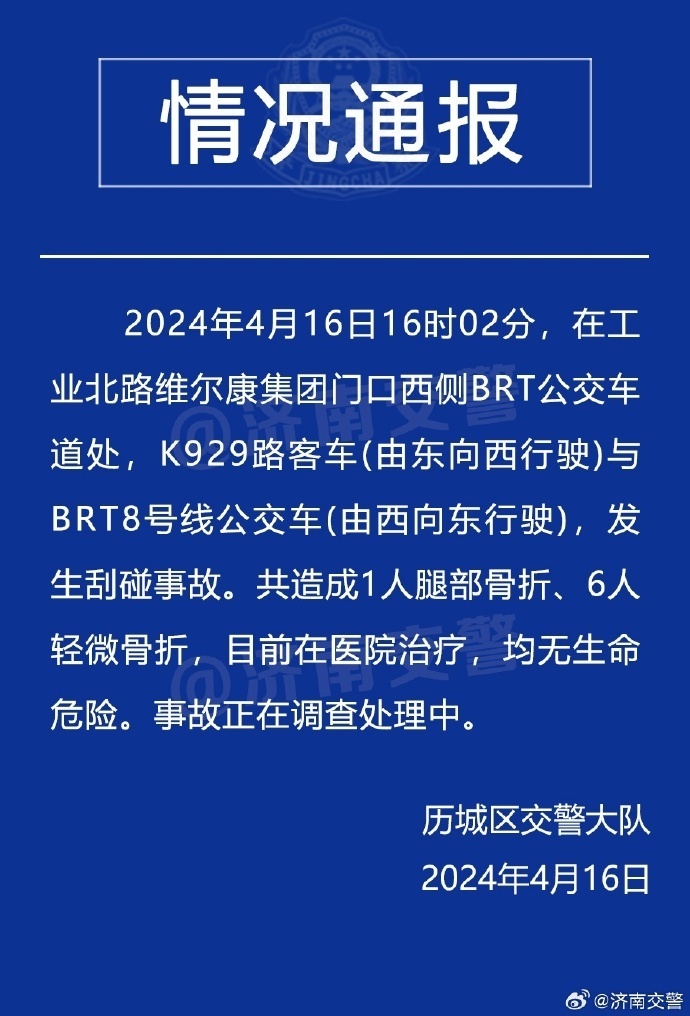 情况通报
JINGCHA
2024年4月16日16时02分，在工
业北路维尔康集团门口西侧BRT公交车
道处，K929路客车(由东向西行驶)与
BRT8号线公交车(由西向东行驶)，发
生刮碰事故。共造成1人腿部骨折、6人
轻微骨折，目前在医院治疗，均无生命
危险。事故正在调查处理中。
@济南交警
@济南交警
历城区交警大队
2024年4月16日
@济南交警